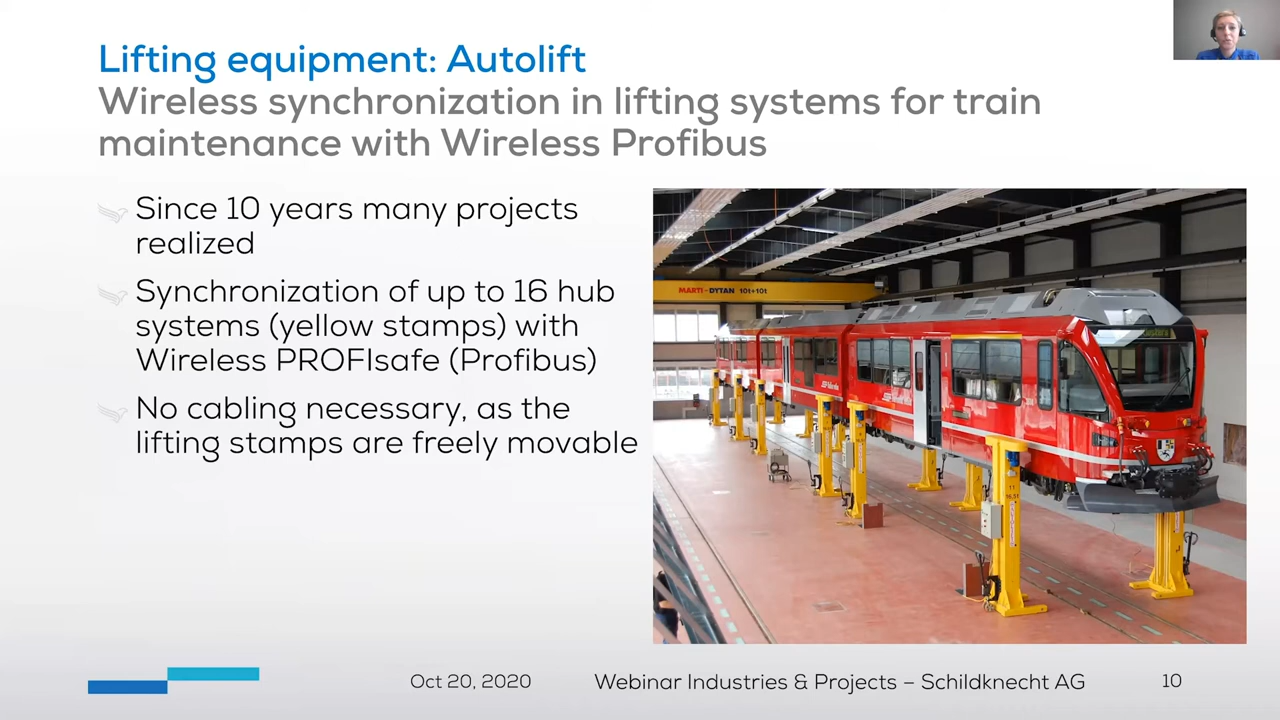 Lifting equipment: Autolift
Wireless synchronization in lifting systems for train
maintenance with Wireless Profibus
Since 10 years many projects
realized
Synchronization of up to 16 hub
systems (yellow stamps) with
Wireless PROFIsafe (Profibus)
No cabling necessary, as the
lifting stamps are freely movable
MARTI-DYTAN 10t+10t
11
Oct 20, 2020
Webinar Industries & Projects – Schildknecht AG
10